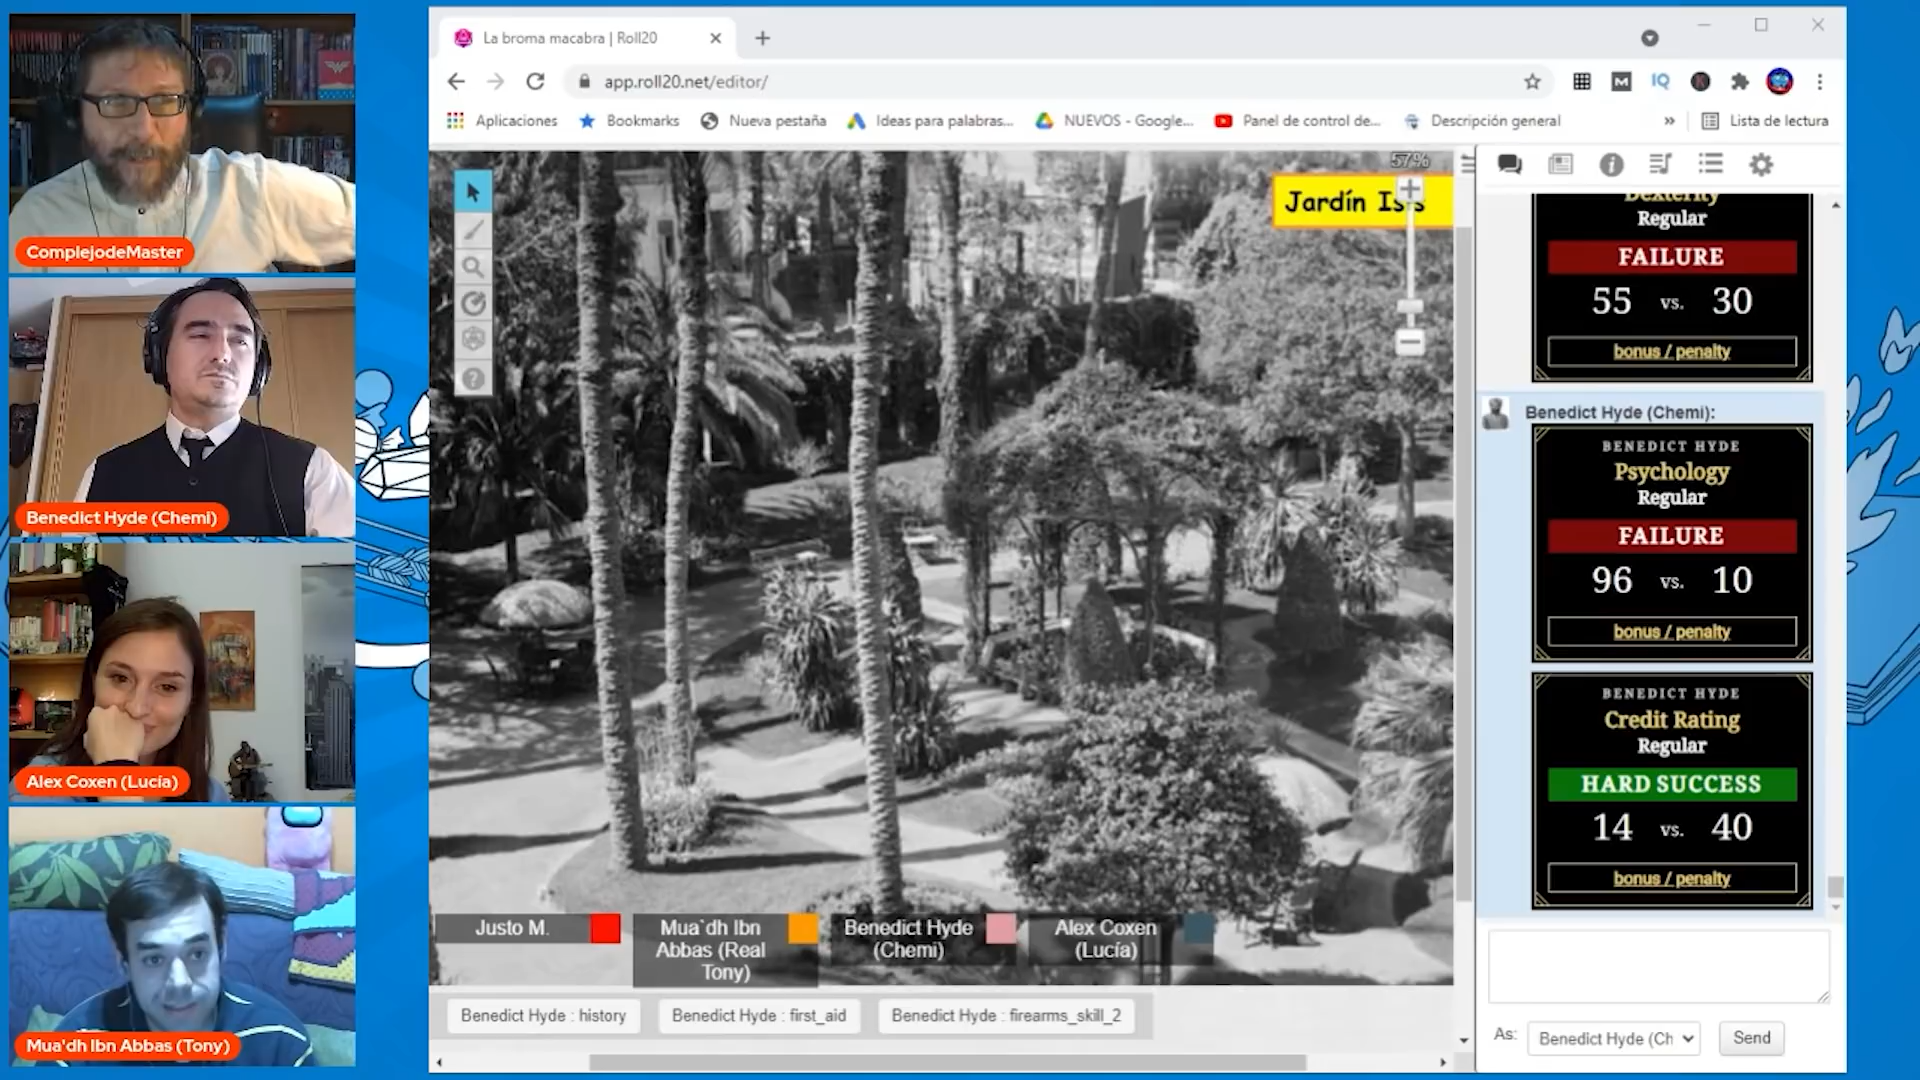 ComplejodeMaster
Benedict Hyde (Chemi)
Alex Coxen (Lucía)
Mua'dh Ibn Abbas (Tony)
La broma macabra | Roll20
app.roll20.net/editor/
IQ
Aplicaciones
Bookmarks
Nueva pestaña
Ideas para palabras...
NUEVOS - Google...
Panel de control de...
Descripción general
»
Lista de lectura
57%
Jardín Isis
Justo M.
Mua`dh Ibn
Abbas (Real
Tony)
Benedict Hyde
(Chemi)
Alex Coxen
(Lucía)
Benedict Hyde : history
Benedict Hyde : first_aid
Benedict Hyde : firearms_skill_2
Dexterity
Regular
FAILURE
55 vs. 30
bonus / penalty
Benedict Hyde (Chemi):
BENEDICT HYDE
Psychology
Regular
FAILURE
96 vs. 10
bonus / penalty
BENEDICT HYDE
Credit Rating
Regular
HARD SUCCESS
14 vs. 40
bonus / penalty
As: Benedict Hyde (Ch
Send